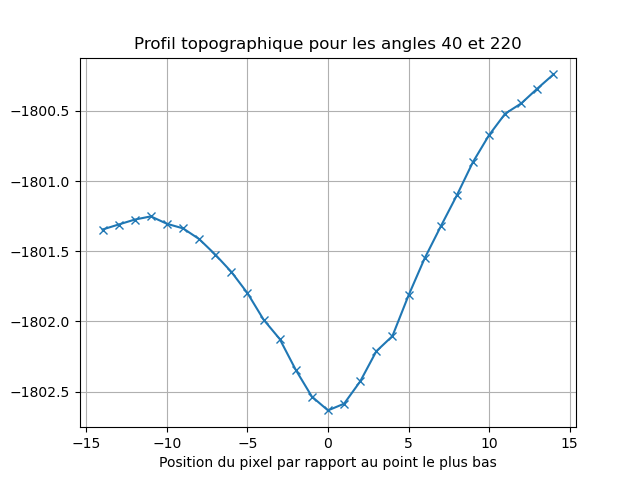 Profil topographique pour les angles 40 et 220
−1800.5
−1801.0
−1801.5
−1802.0
−1802.5
−15 −10 −5 0 5 10 15
Position du pixel par rapport au point le plus bas